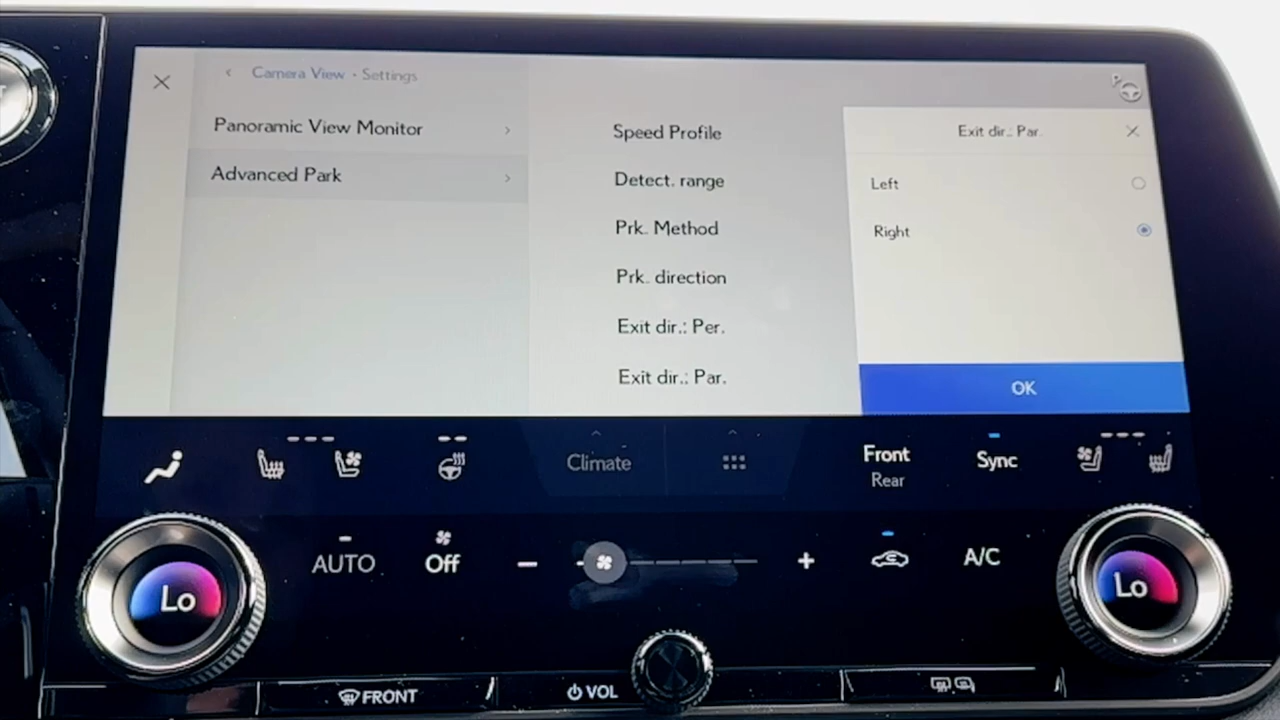 Camera View • Settings
Panoramic View Monitor
Advanced Park
Speed Profile
Detect. range
Prk. Method
Prk. direction
Exit dir.: Per.
Exit dir.: Par.
Exit dir.: Par.
Left
Right
OK
P
Climate
Front
Rear
Sync
AUTO
Off
A/C
Lo
Lo
FRONT
VOL